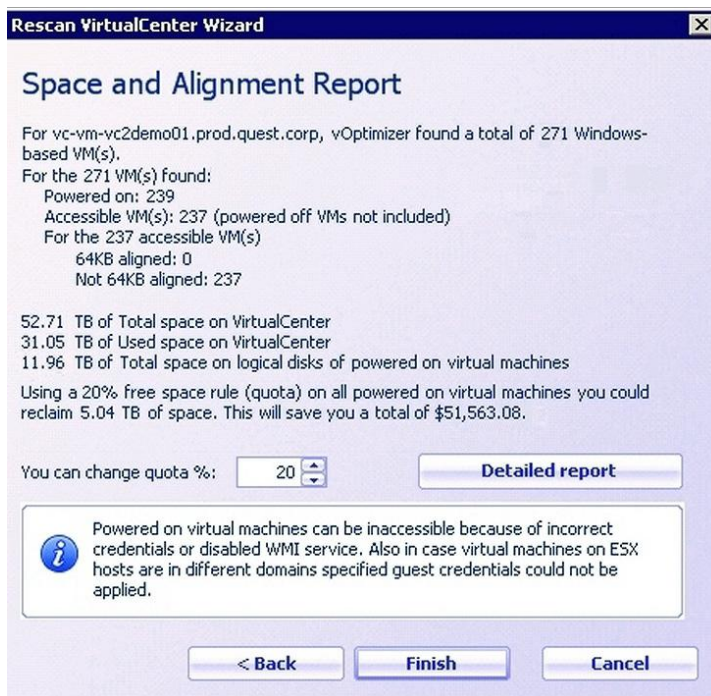 Rescan VirtualCenter Wizard
Space and Alignment Report
For vc-vm-vc2demo01.prod.quest.corp, vOptimizer found a total of 271 Windows-
based VM(s).
For the 271 VM(s) found:
Powered on: 239
Accessible VM(s): 237 (powered off VMs not included)
For the 237 accessible VM(s)
64KB aligned: 0
Not 64KB aligned: 237
52.71 TB of Total space on VirtualCenter
31.05 TB of Used space on VirtualCenter
11.96 TB of Total space on logical disks of powered on virtual machines
Using a 20% free space rule (quota) on all powered on virtual machines you could
reclaim 5.04 TB of space. This will save you a total of $51,563.08.
You can change quota %: 20 Detailed report
Powered on virtual machines can be inaccessible because of incorrect
credentials or disabled WMI service. Also in case virtual machines on ESX
hosts are in different domains specified guest credentials could not be
applied.
< Back Finish Cancel